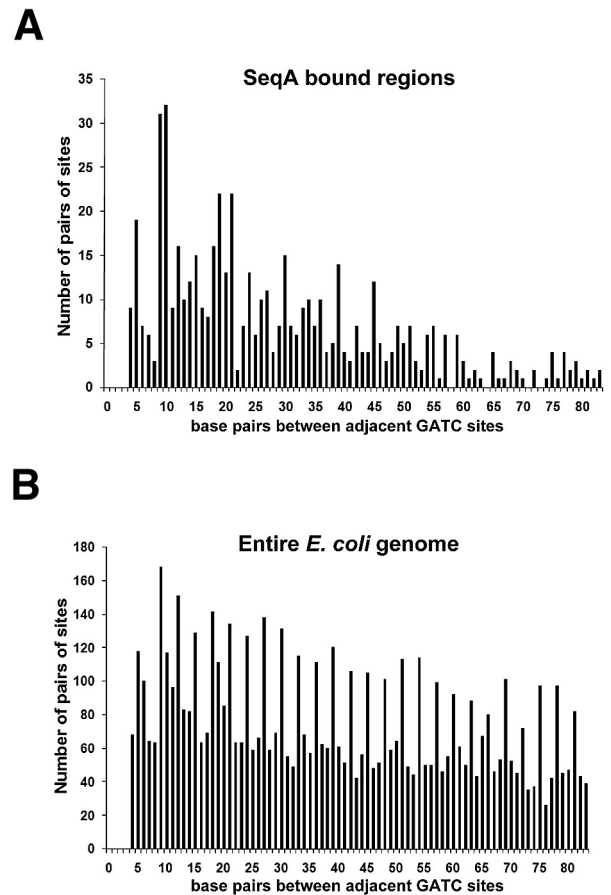 A
SeqA bound regions
Number of pairs of sites
35
30
25
20
15
10
5
0
0 5 10 15 20 25 30 35 40 45 50 55 60 65 70 75 80
base pairs between adjacent GATC sites
B
Entire E. coli genome
Number of pairs of sites
180
160
140
120
100
80
60
40
20
0
0 5 10 15 20 25 30 35 40 45 50 55 60 65 70 75 80
base pairs between adjacent GATC sites